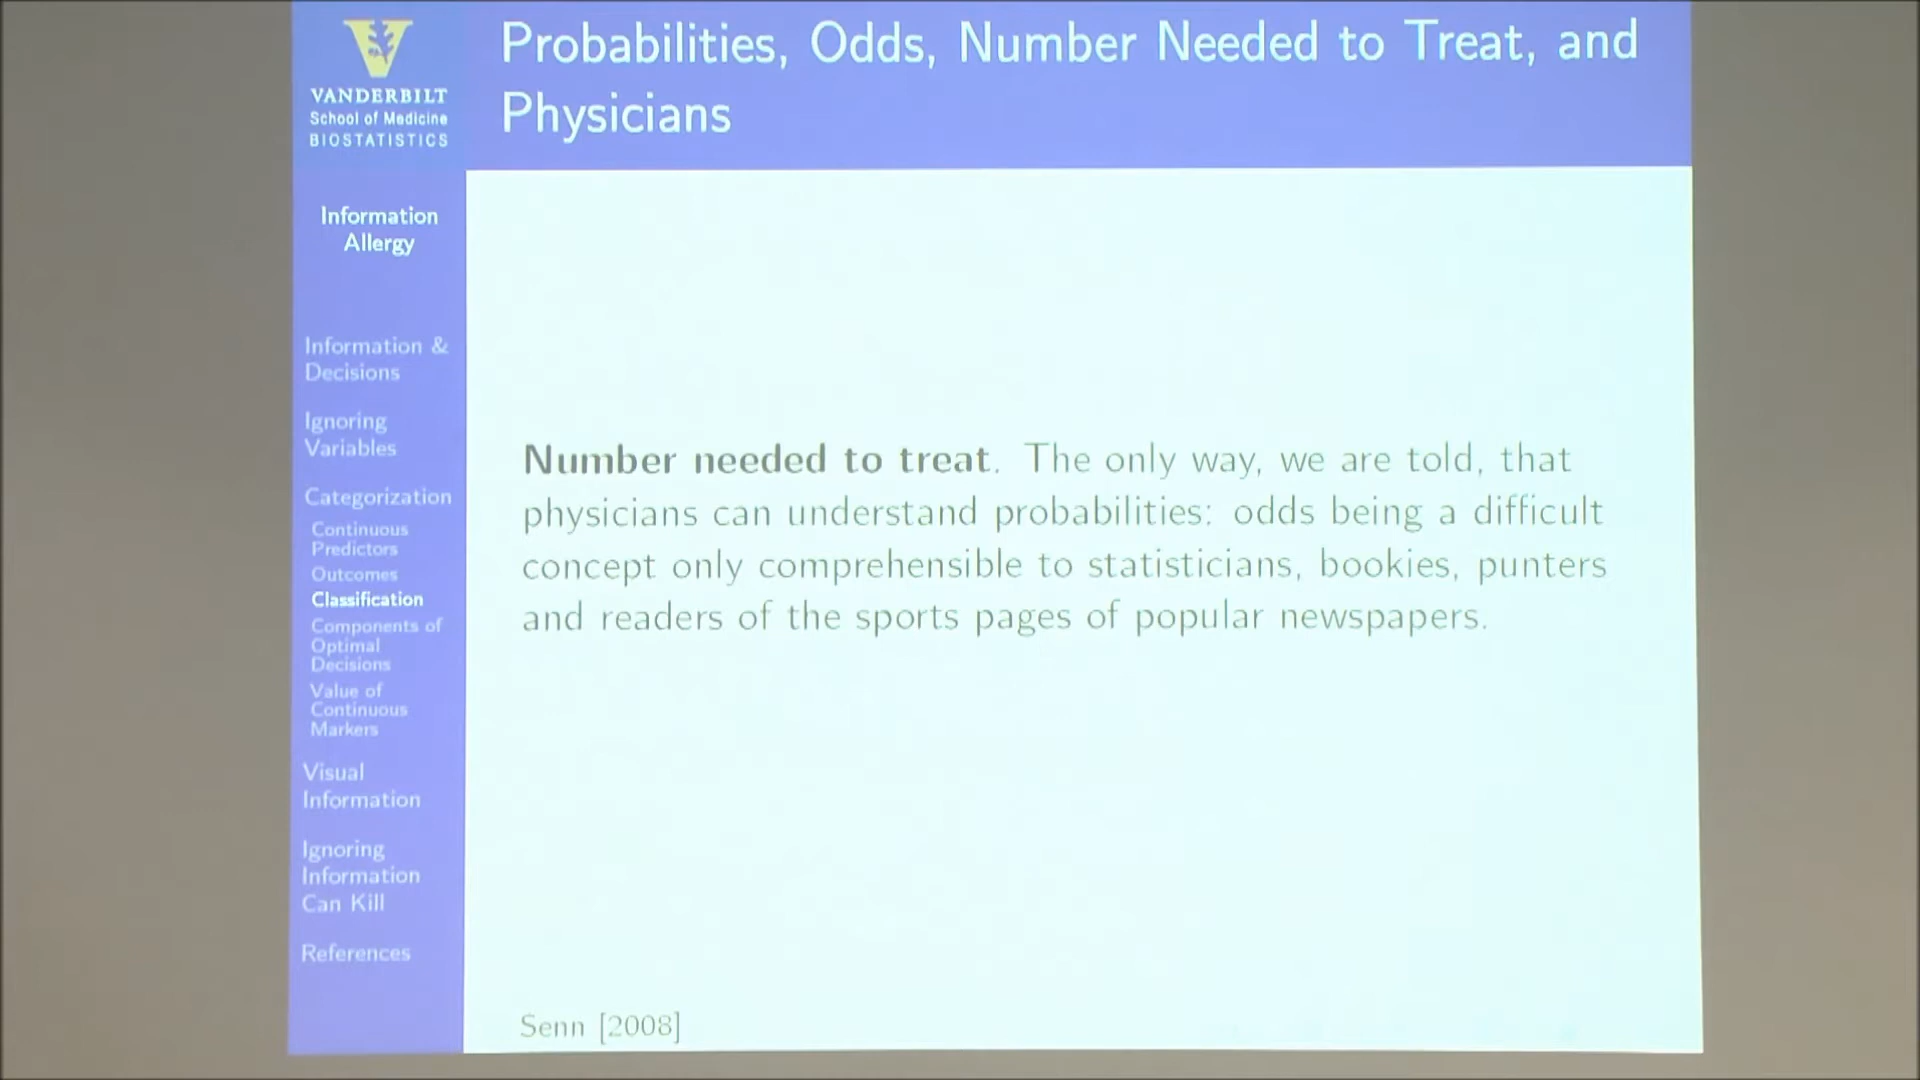 VANDERBILT
School of Medicine
BIOSTATISTICS
Probabilities, Odds, Number Needed to Treat, and
Physicians
Information
Allergy
Information &
Decisions
Ignoring
Variables
Categorization
Continuous
Predictors
Outcomes
Classification
Components of
Optimal
Decisions
Value of
Continuous
Markers
Visual
Information
Ignoring
Information
Can Kill
References
Number needed to treat. The only way, we are told, that
physicians can understand probabilities: odds being a difficult
concept only comprehensible to statisticians, bookies, punters
and readers of the sports pages of popular newspapers.
Senn [2008]